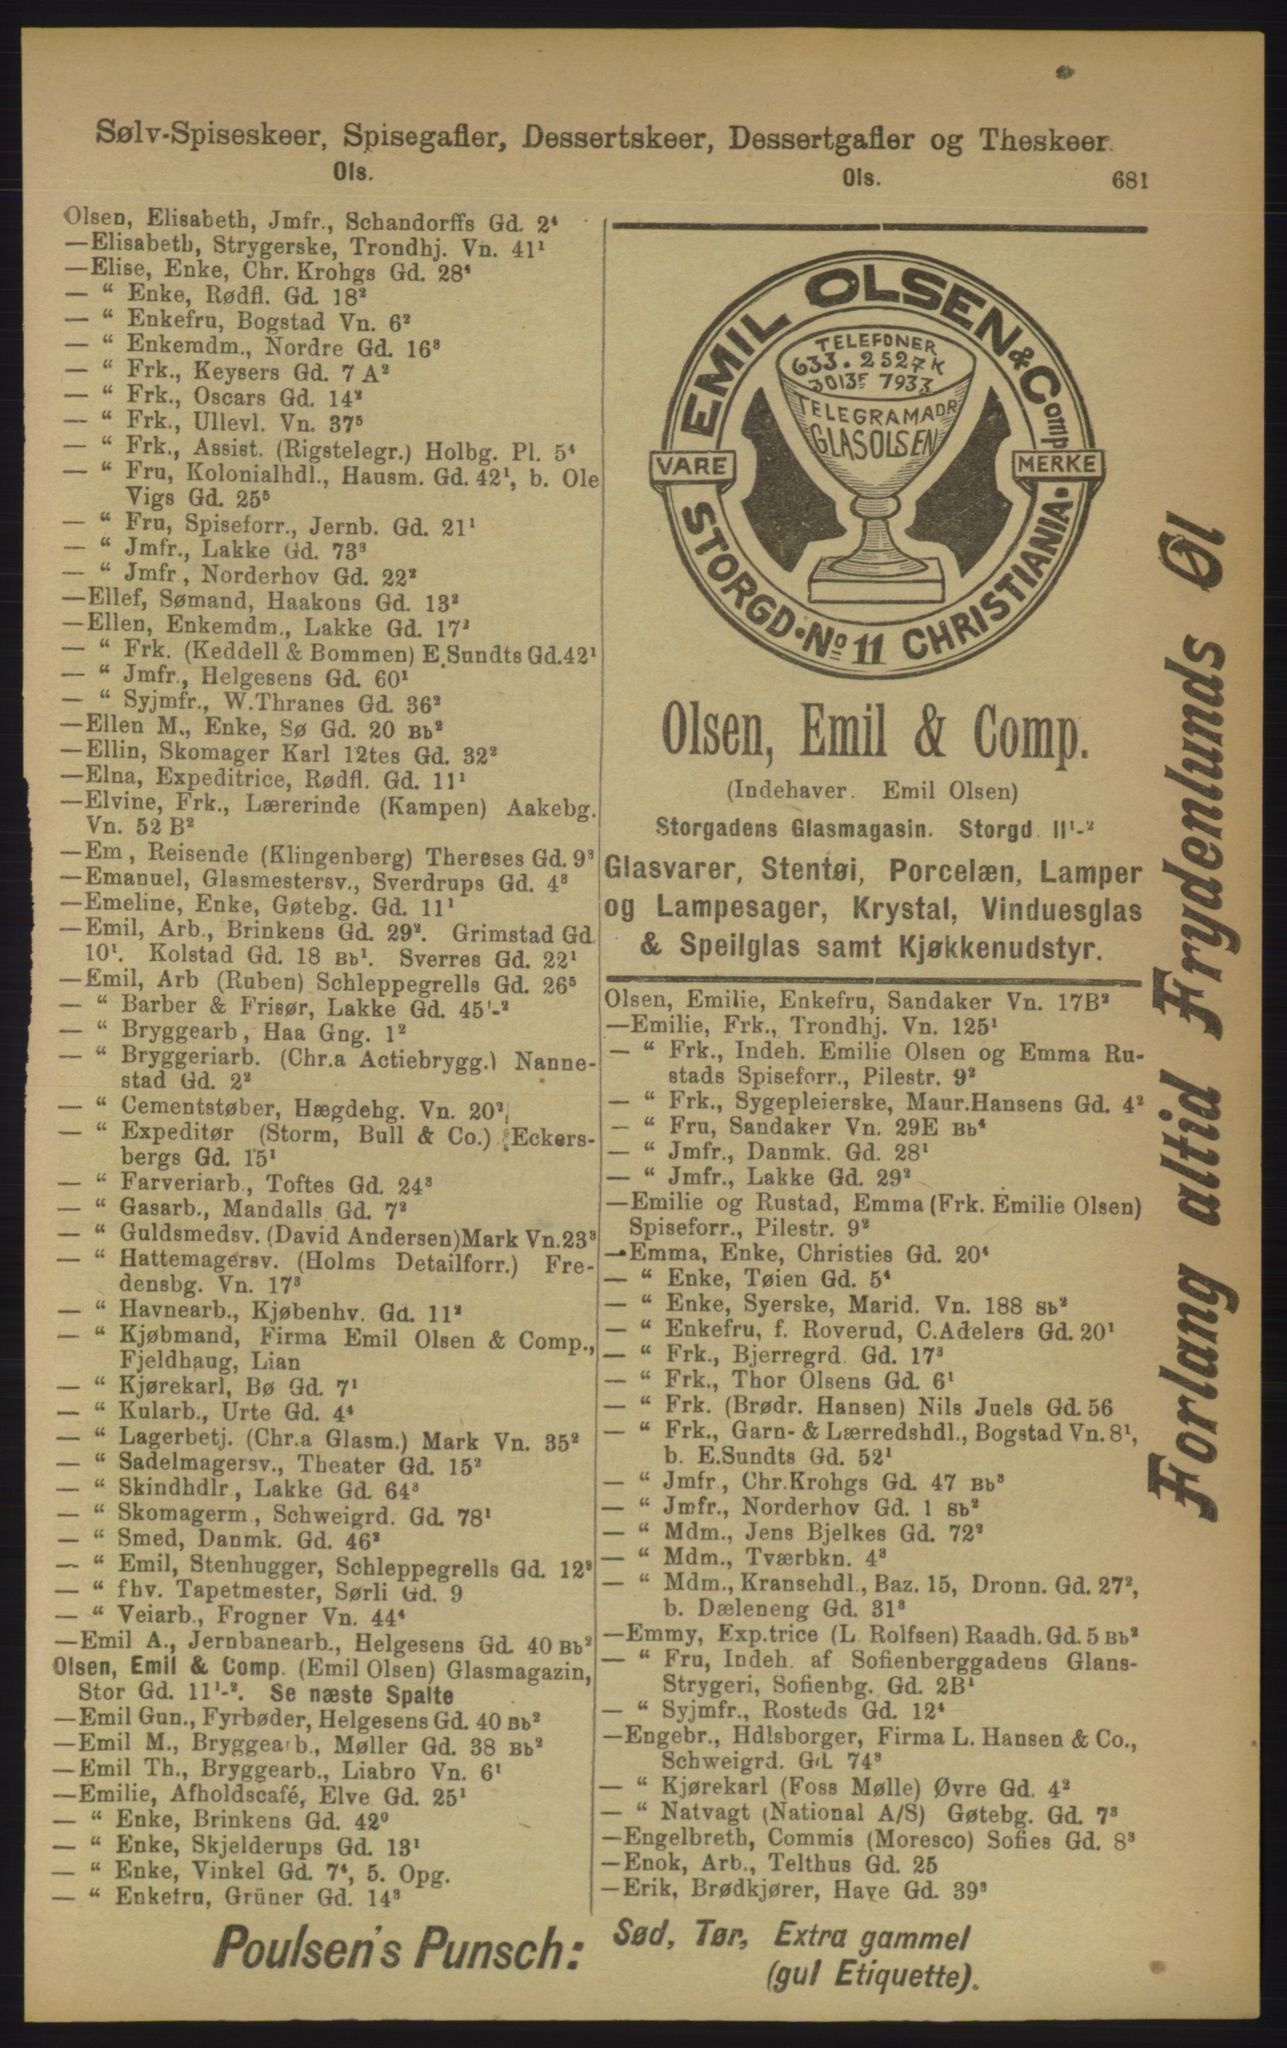 Sølv-Spiseskeer, Spisegafler, Dessertskeer, Dessertgafler og Theskeer
Ols.
Ols.
681
Olsen, Elisabeth, Jmfr., Schandorffs Gd. 2⁴
—Elisabeth, Strygerske, Trondhj. Vn. 41¹
—Elise, Enke, Chr. Krohgs Gd. 28⁴
— “ Enke, Rødfl. Gd. 18²
— “ Enkefru, Bogstad Vn. 6²
— “ Enkemdm., Nordre Gd. 16³
— “ Frk., Keysers Gd. 7 A²
— “ Frk., Oscars Gd. 14²
— “ Frk., Ullevl. Vn. 37⁵
— “ Frk., Assist. (Rigstelegr.) Holbg. Pl. 5⁴
— “ Fru, Kolonialhdl., Hausm. Gd. 42¹, b. Ole
Vigs Gd. 25⁵
— “ Fru, Spiseforr., Jernb. Gd. 21¹
— “ Jmfr., Lakke Gd. 73³
— “ Jmfr, Norderhov Gd. 22²
—Ellef, Sømand, Haakons Gd. 13²
—Ellen, Enkemdm., Lakke Gd. 17³
— “ Frk. (Keddell & Bommen) E.Sundts Gd.42¹
— “ Jmfr., Helgesens Gd. 60¹
— “ Syjmfr., W.Thranes Gd. 36²
—Ellen M., Enke, Sø Gd. 20 Bb²
—Ellin, Skomager Karl 12tes Gd. 32²
—Elna, Expeditrice, Rødfl. Gd. 11¹
—Elvine, Frk., Lærerinde (Kampen) Aakebg.
Vn. 52 B²
—Em, Reisende (Klingenberg) Thereses Gd. 9³
—Emanuel, Glasmestersv., Sverdrups Gd. 4³
—Emeline, Enke, Gøtebg. Gd. 11¹
—Emil, Arb., Brinkens Gd. 29². Grimstad Gd
10¹. Kolstad Gd. 18 Bb¹. Sverres Gd. 22¹
—Emil, Arb (Ruben) Schleppegrells Gd. 26⁵
— “ Barber & Frisør, Lakke Gd. 45¹-²
— “ Bryggearb, Haa Gng. 1²
— “ Bryggeriarb. (Chr.a Actiebrygg.) Nanne-
stad Gd. 2²
— “ Cementstøber, Hægdehg. Vn. 20²
— “ Expeditør (Storm, Bull & Co.) Eckers-
bergs Gd. 15¹
— “ Farveriarb., Toftes Gd. 24³
— “ Gasarb., Mandalls Gd. 7²
— “ Guldsmedsv. (David Andersen) Mark Vn.23³
— “ Hattemagersv. (Holms Detailforr.) Fre-
densbg. Vn. 17³
— “ Havnearb., Kjøbenhv. Gd. 11²
— “ Kjøbmand, Firma Emil Olsen & Comp.,
Fjeldhaug, Lian
— “ Kjørekarl, Bø Gd. 7¹
— “ Kularb., Urte Gd. 4⁴
— “ Lagerbetj. (Chr.a Glasm.) Mark Vn. 35²
— “ Sadelmagersv., Theater Gd. 15²
— “ Skindhdlr, Lakke Gd. 64³
— “ Skomagerm., Schweigrd. Gd. 78¹
— “ Smed, Danmk. Gd. 46²
— “ Emil, Stenhugger, Schleppegrells Gd. 12³
— “ fhv. Tapetmester, Sørli Gd. 9
— “ Veiarb., Frogner Vn. 44⁴
—Emil A., Jernbanearb., Helgesens Gd. 40 Bb²
Olsen, Emil & Comp. (Emil Olsen) Glasmagazin,
Stor Gd. 11¹-². Se næste Spalte
—Emil Gun., Fyrbøder, Helgesens Gd. 40 Bb²
—Emil M., Bryggearb., Møller Gd. 38 Bb²
—Emil Th., Bryggearb., Liabro Vn. 6¹
—Emilie, Afholdscafé, Elve Gd. 25¹
— “ Enke, Brinkens Gd. 42⁰
— “ Enke, Skjelderups Gd. 13¹
— “ Enke, Vinkel Gd. 7⁴, 5. Opg.
— “ Enkefru, Grüner Gd. 14³
EMIL OLSEN & Comp
TELEFONER
633. 2527K
3013F 7933
TELEGRAMADR
GLASOLSEN
VARE
MERKE
STORGD. No 11 CHRISTIANIA.
Olsen, Emil & Comp.
(Indehaver. Emil Olsen)
Storgadens Glasmagasin. Storgd. 11¹-²
Glasvarer, Stentøi, Porcelæn, Lamper
og Lampesager, Krystal, Vinduesglas
& Speilglas samt Kjøkkenudstyr.
Olsen, Emilie, Enkefru, Sandaker Vn. 17B²
—Emilie, Frk., Trondhj. Vn. 125¹
— “ Frk., Indeh. Emilie Olsen og Emma Ru-
stads Spiseforr., Pilestr. 9²
— “ Frk., Sygepleierske, Maur.Hansens Gd. 4²
— “ Fru, Sandaker Vn. 29E Bb⁴
— “ Jmfr., Danmk. Gd. 28¹
— “ Jmfr., Lakke Gd. 29²
—Emilie og Rustad, Emma (Frk. Emilie Olsen)
Spiseforr., Pilestr. 9²
—Emma, Enke, Christies Gd. 20⁴
— “ Enke, Tøien Gd. 5⁴
— “ Enke, Syerske, Marid. Vn. 188 Sb²
— “ Enkefru, f. Roverud, C.Adelers Gd. 20¹
— “ Frk., Bjerregrd. Gd. 17³
— “ Frk., Thor Olsens Gd. 6¹
— “ Frk. (Brødr. Hansen) Nils Juels Gd. 56
— “ Frk., Garn- & Lærredshdl., Bogstad Vn. 8¹,
b. E.Sundts Gd. 52¹
— “ Jmfr, Chr.Krohgs Gd. 47 Bb³
— “ Jmfr., Norderhov Gd. 1 Sb²
— “ Mdm., Jens Bjelkes Gd. 72²
— “ Mdm., Tværbkn. 4³
— “ Mdm., Kransehdl., Baz. 15, Dronn. Gd. 27²,
b. Dæleneng Gd. 31³
—Emmy, Exp.trice (L. Rolfsen) Raadh. Gd. 5 Bb²
— “ Fru, Indeh. af Sofienberggadens Glans-
Strygeri, Sofienbg. Gd. 2B¹
— “ Syjmfr., Rosteds Gd. 12⁴
—Engebr., Hdlsborger, Firma L. Hansen & Co.,
Schweigrd. Gd. 74³
— “ Kjørekarl (Foss Mølle) Øvre Gd. 4²
— “ Natvagt (National A/S) Gøtebg. Gd. 7³
—Engelbreth, Commis (Moresco) Sofies Gd. 8³
—Enok, Arb., Telthus Gd. 25
—Erik, Brødkjører, Have Gd. 39³
Forlang altid Frydenlunds Øl
Poulsen's Punsch:
Sød, Tør, Extra gammel
(gul Etiquette).